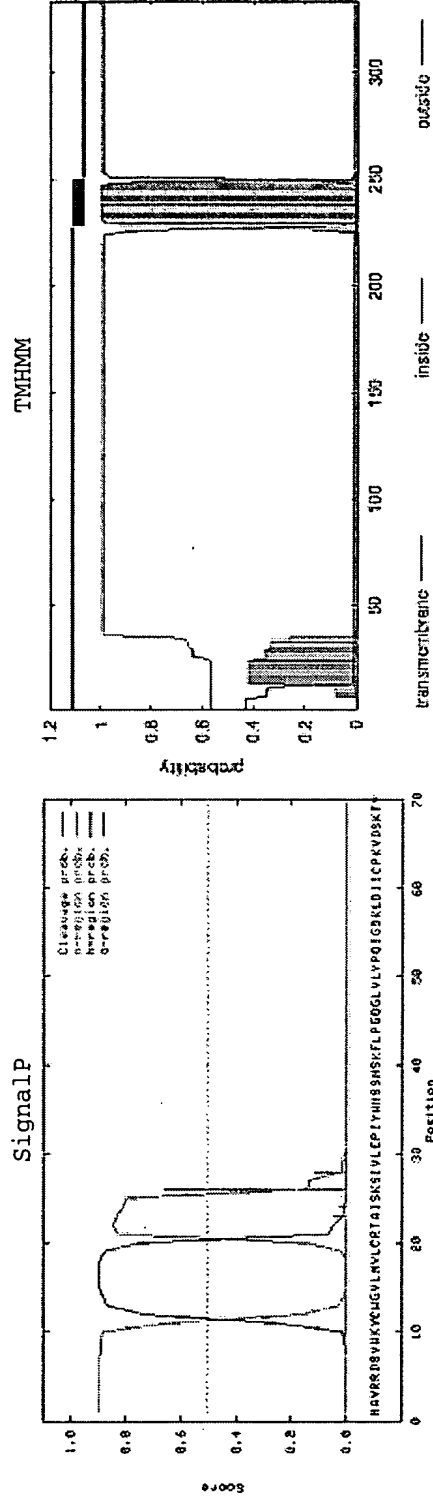 SignalP
Score
1.0
0.8
0.6
0.4
0.2
0.0
Cleavage prob.
n-region prob.
h-region prob.
c-region prob.
0 10 20 30 40 50 60 70
Position
TMHMM
probability
1.2
1
0.8
0.6
0.4
0.2
0
50 100 150 200 250 300
transmembrane inside outside